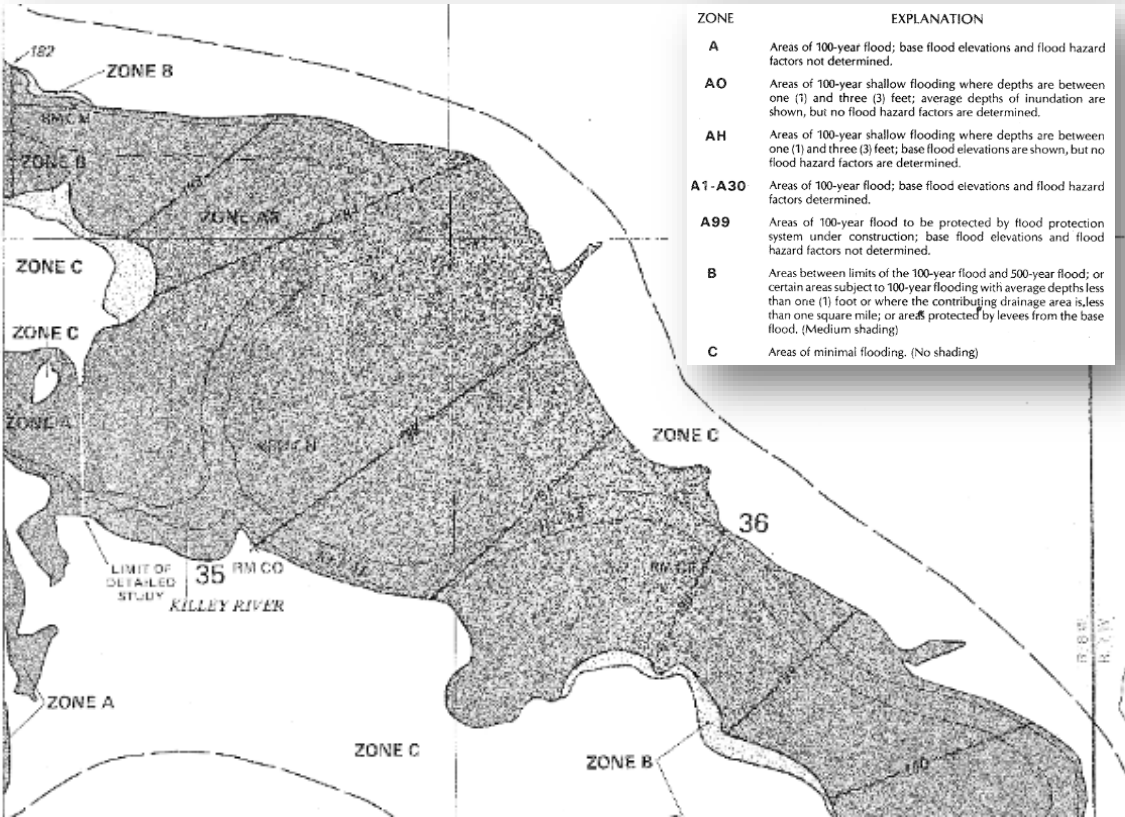 182
ZONE B
ZONE B
ZONE C
ZONE C
ZONE A
ZONE C
36
LIMIT OF
DETAILED
STUDY
35
RM CO
KILLEY RIVER
ZONE A
ZONE C
ZONE B
ZONE EXPLANATION
A Areas of 100-year flood; base flood elevations and flood hazard
factors not determined.
AO Areas of 100-year shallow flooding where depths are between
one (1) and three (3) feet; average depths of inundation are
shown, but no flood hazard factors are determined.
AH Areas of 100-year shallow flooding where depths are between
one (1) and three (3) feet; base flood elevations are shown, but no
flood hazard factors are determined.
A1-A30 Areas of 100-year flood; base flood elevations and flood hazard
factors determined.
A99 Areas of 100-year flood to be protected by flood protection
system under construction; base flood elevations and flood
hazard factors not determined.
B Areas between limits of the 100-year flood and 500-year flood; or
certain areas subject to 100-year flooding with average depths less
than one (1) foot or where the contributing drainage area is less
than one square mile; or areas protected by levees from the base
flood. (Medium shading)
C Areas of minimal flooding. (No shading)